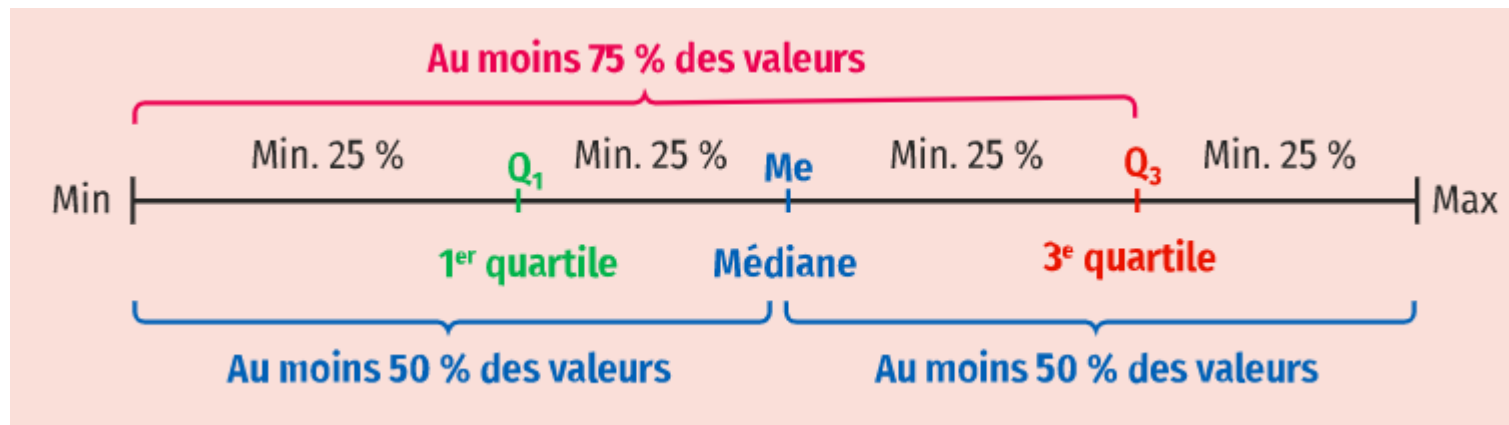 Au moins 75 % des valeurs
Min. 25 % Min. 25 % Min. 25 % Min. 25 %
Min Q₁ Me Q₃ Max
1er quartile Médiane 3e quartile
Au moins 50 % des valeurs Au moins 50 % des valeurs